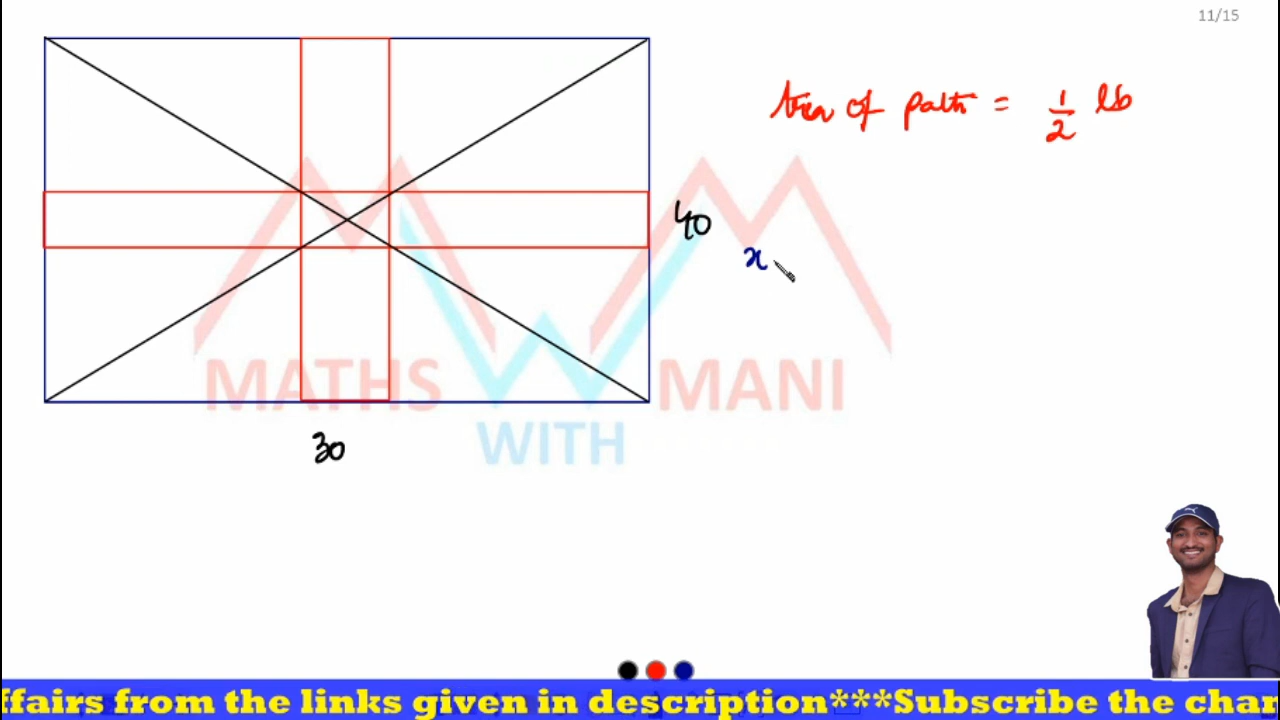 11/15
Area of path = 1/2 lb
40
x
MATHS MANI
WITH
30
ffairs from the links given in description***Subscribe the char